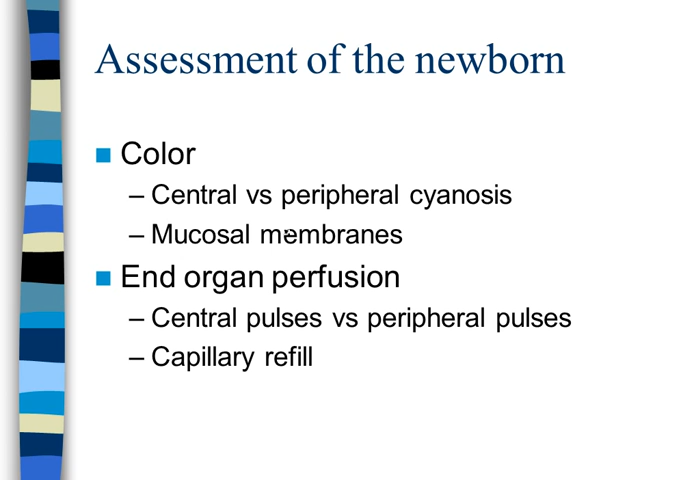 Assessment of the newborn
Color
– Central vs peripheral cyanosis
– Mucosal membranes
End organ perfusion
– Central pulses vs peripheral pulses
– Capillary refill